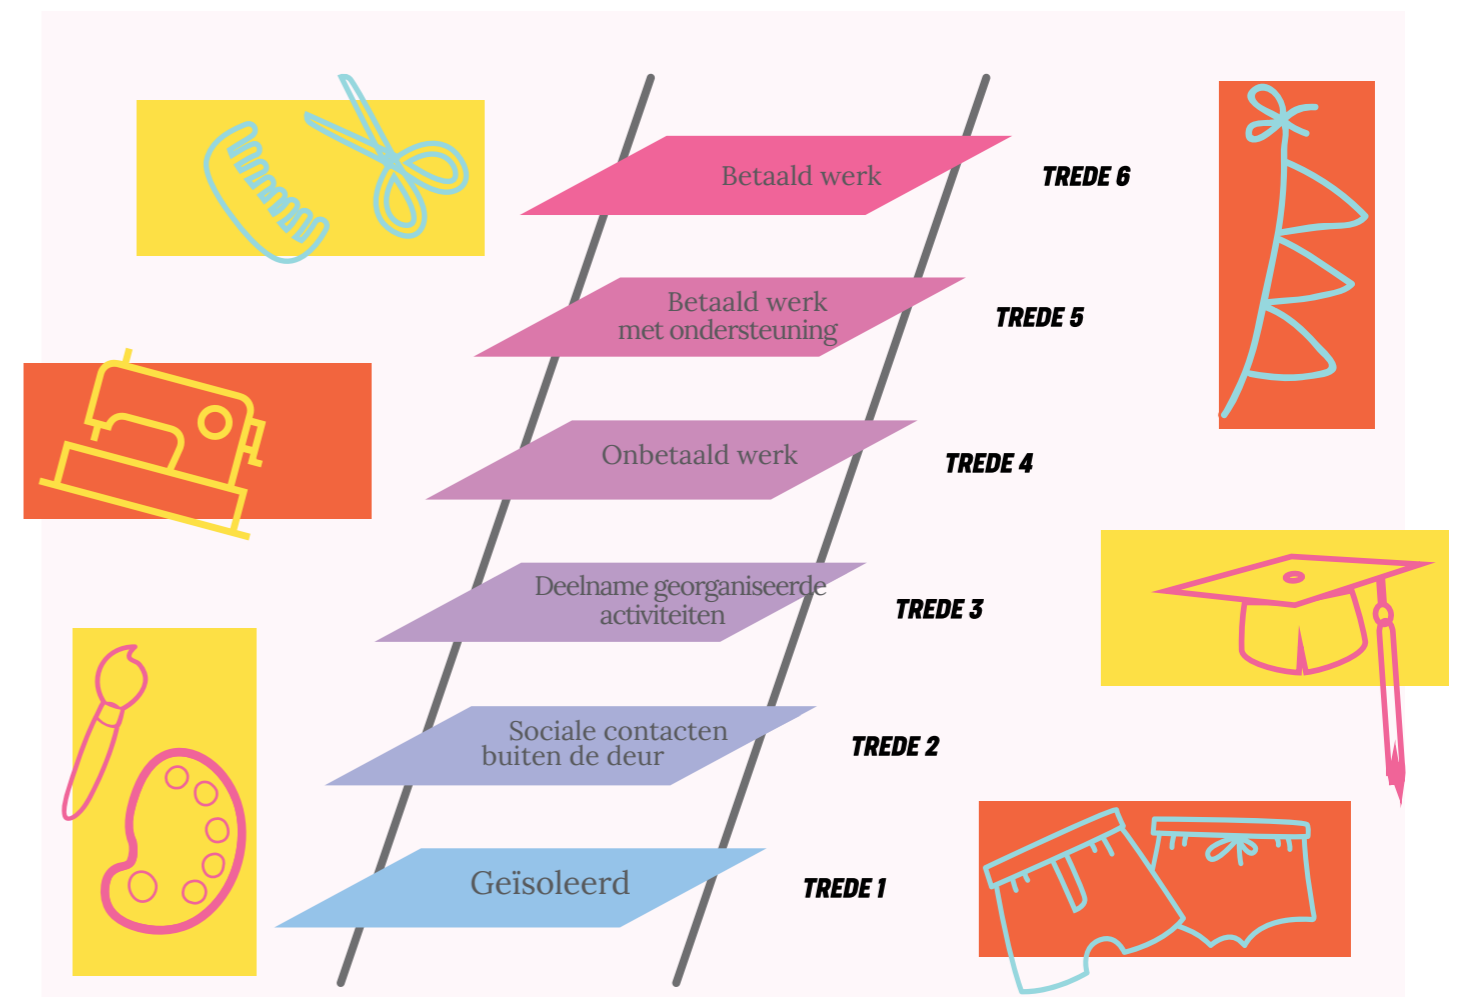 Betaald werk
TREDE 6
Betaald werk
met ondersteuning
TREDE 5
Onbetaald werk
TREDE 4
Deelname georganiseerde
activiteiten
TREDE 3
Sociale contacten
buiten de deur
TREDE 2
Geïsoleerd
TREDE 1